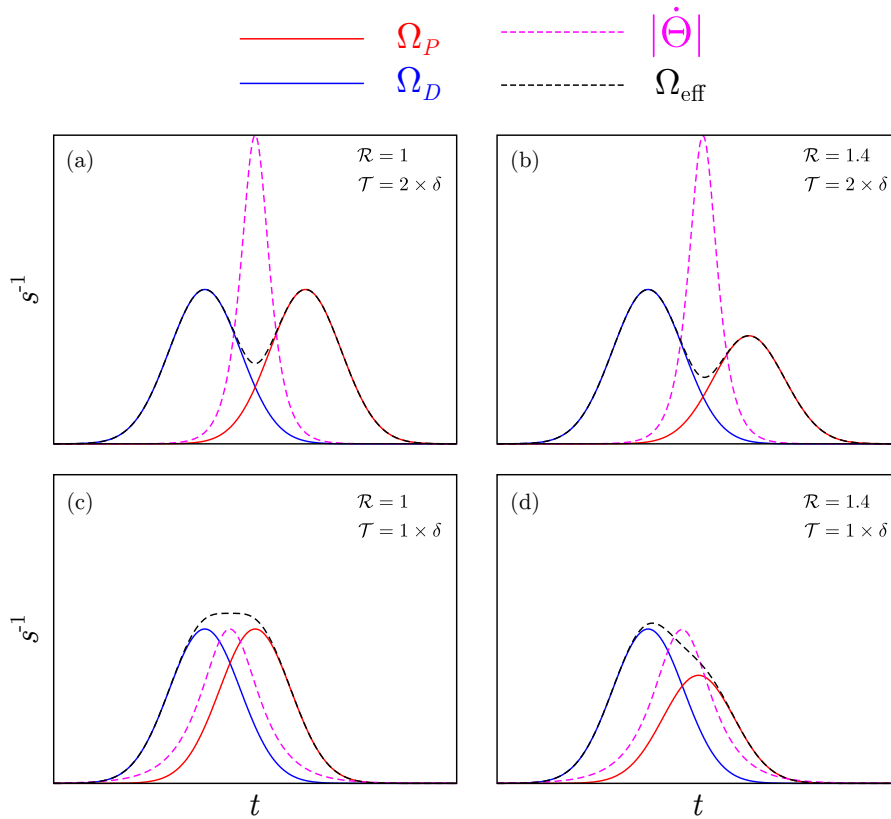 Ω_P |Θ̇|
Ω_D Ω_eff
(a) ℛ = 1
𝒯 = 2 × δ
(b) ℛ = 1.4
𝒯 = 2 × δ
s⁻¹
(c) ℛ = 1
𝒯 = 1 × δ
(d) ℛ = 1.4
𝒯 = 1 × δ
s⁻¹
t t